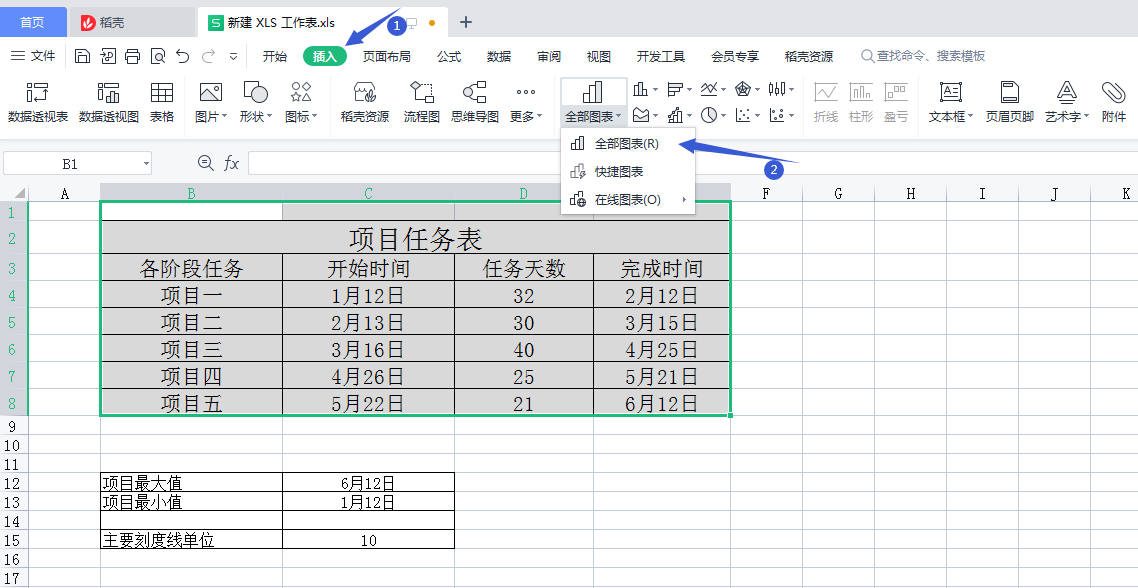 首页 稻壳 S 新建 XLS 工作表.xls 1
文件 开始 插入 页面布局 公式 数据 审阅 视图 开发工具 会员专享 稻壳资源 查找命令、搜索模板
数据透视表 数据透视图 表格 图片 形状 图标 稻壳资源 流程图 思维导图 更多 全部图表 折线 柱形 盈亏 文本框 页眉页脚 艺术字 附件
全部图表(R)
快捷图表
在线图表(O)
2
B1 fx
A B C D F G H I J K
1
2 项目任务表
3 各阶段任务 开始时间 任务天数 完成时间
4 项目一 1月12日 32 2月12日
5 项目二 2月13日 30 3月15日
6 项目三 3月16日 40 4月25日
7 项目四 4月26日 25 5月21日
8 项目五 5月22日 21 6月12日
9
10
11
12 项目最大值 6月12日
13 项目最小值 1月12日
14
15 主要刻度线单位 10
16
17